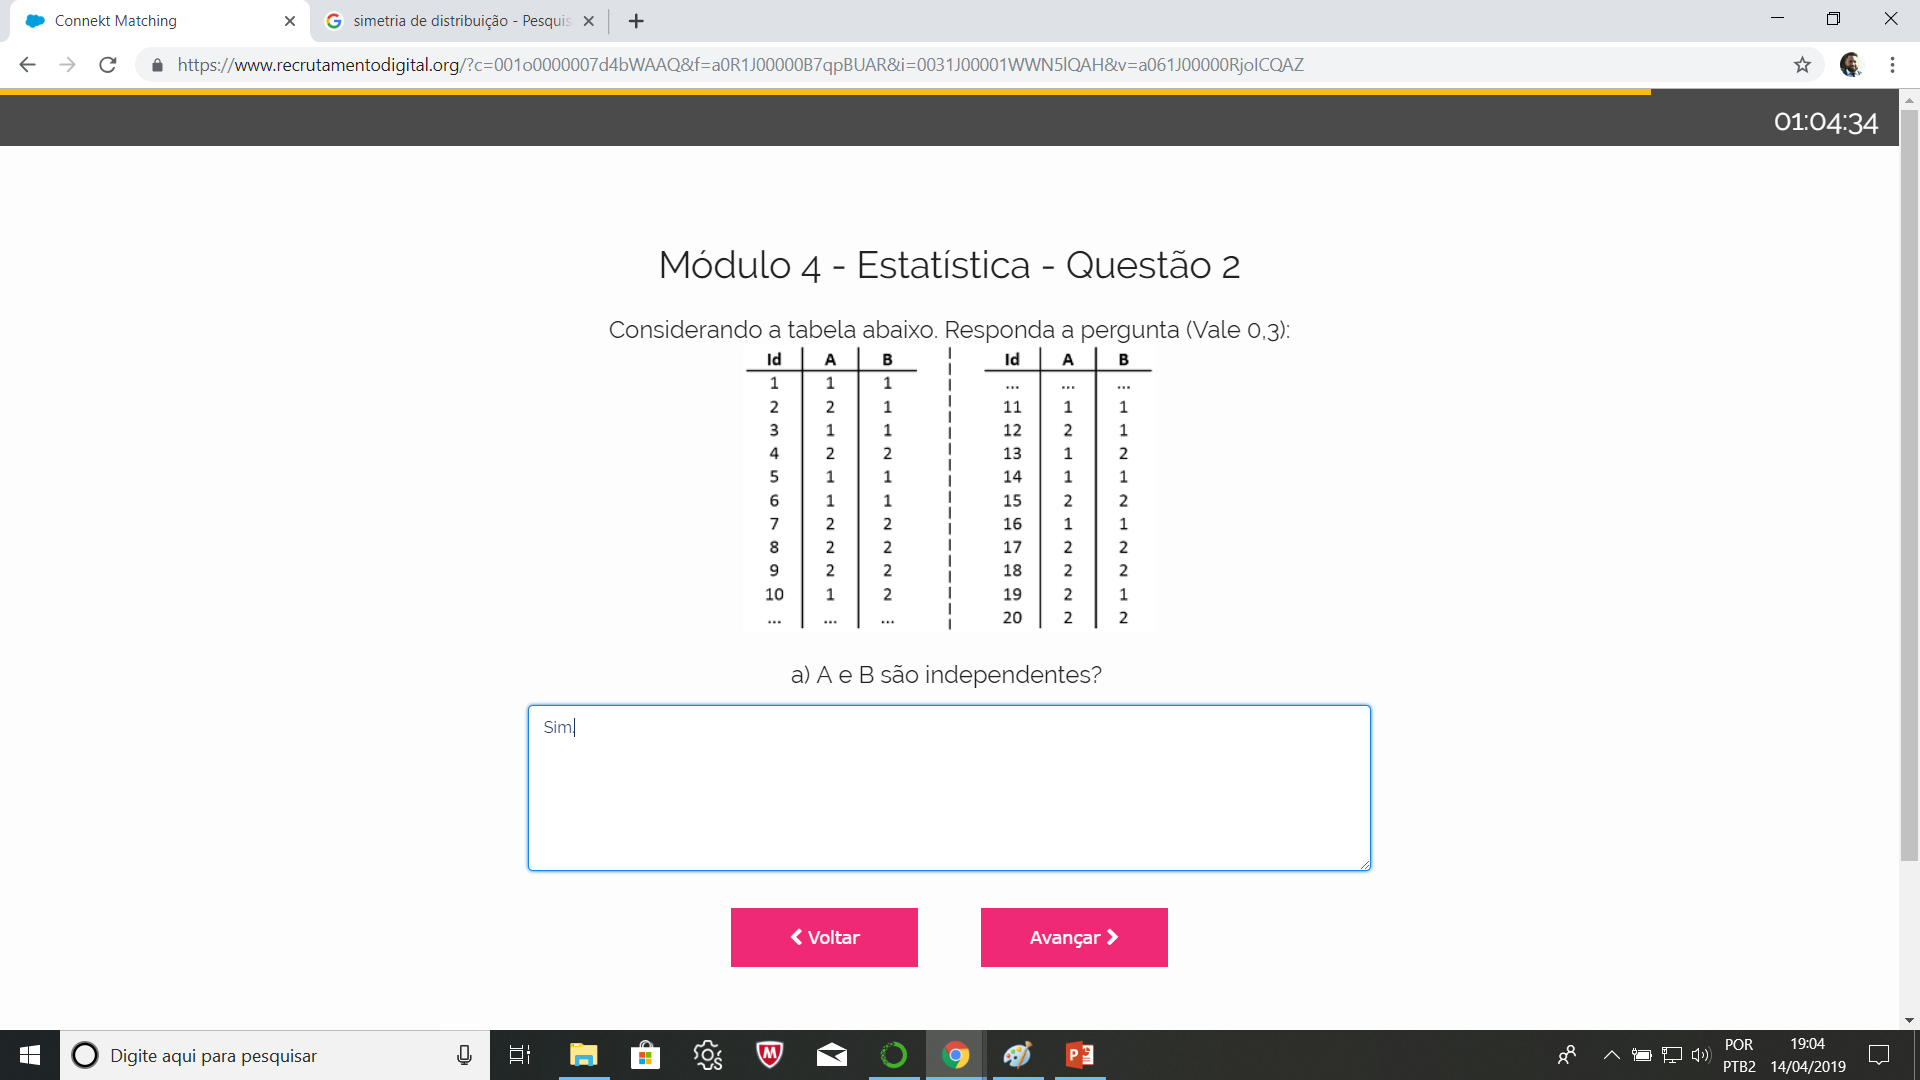 Connekt Matching
simetria de distribuição - Pesquis
https://www.recrutamentodigital.org/?c=001o0000007d4bWAAQ&f=a0R1J00000B7qpBUAR&i=0031J00001WWN5lQAH&v=a061J00000RjoICQAZ
01:04:34
Módulo 4 - Estatística - Questão 2
Considerando a tabela abaixo. Responda a pergunta (Vale 0,3):
Id A B Id A B
1 1 1 ... ... ...
2 2 1 11 1 1
3 1 1 12 2 1
4 2 2 13 1 2
5 1 1 14 1 1
6 1 1 15 2 2
7 2 2 16 1 1
8 2 2 17 2 2
9 2 2 18 2 2
10 1 2 19 2 1
... ... ... 20 2 2
a) A e B são independentes?
Sim.
Voltar Avançar
Digite aqui para pesquisar
POR 19:04
PTB2 14/04/2019